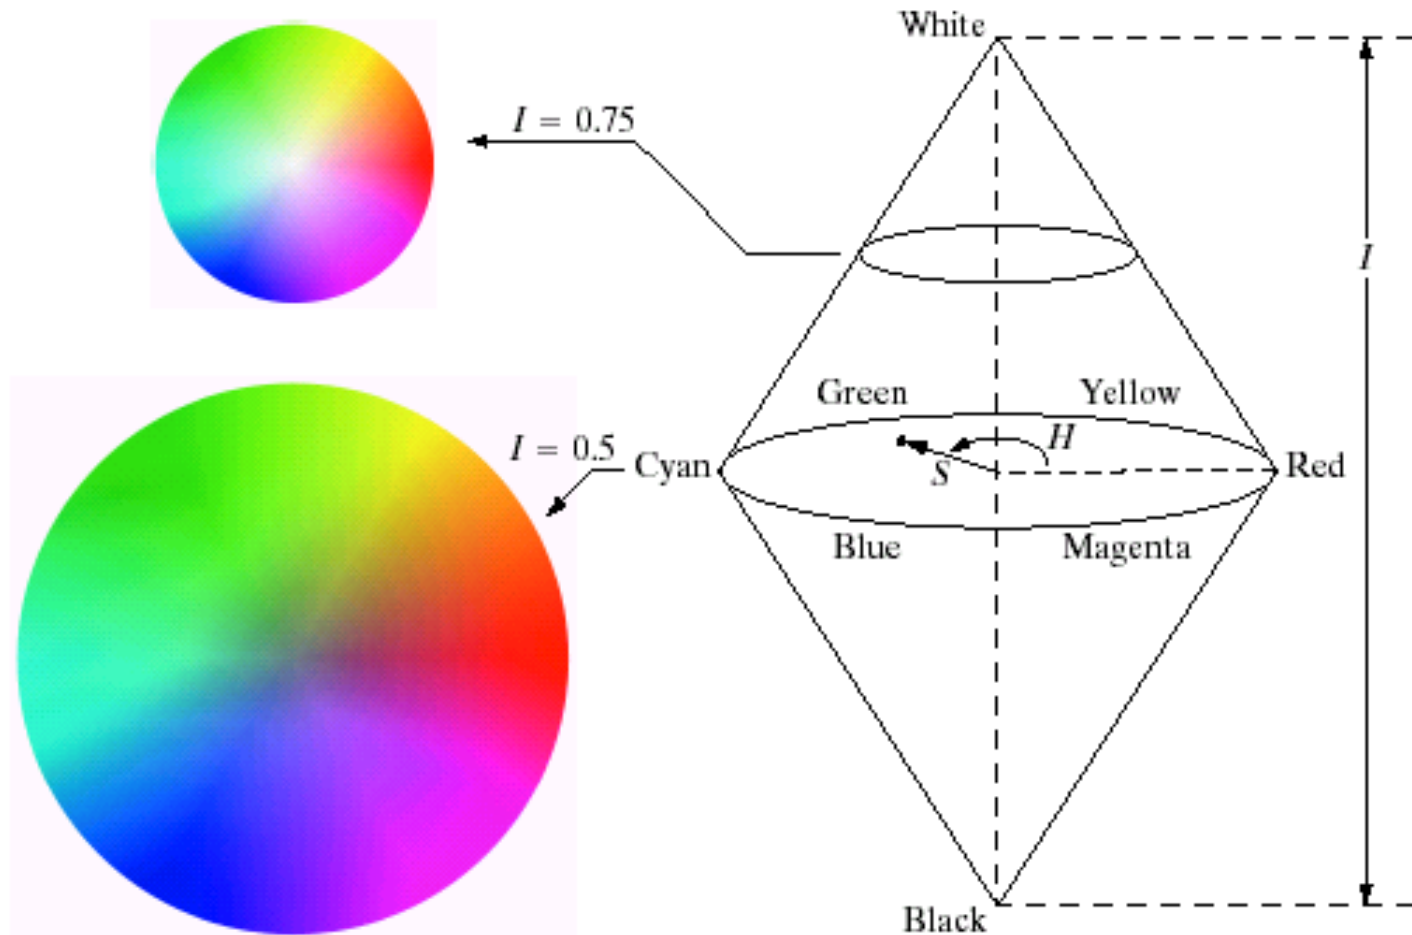 White
I = 0.75
I
Green Yellow
H
I = 0.5 Cyan S Red
Blue Magenta
Black